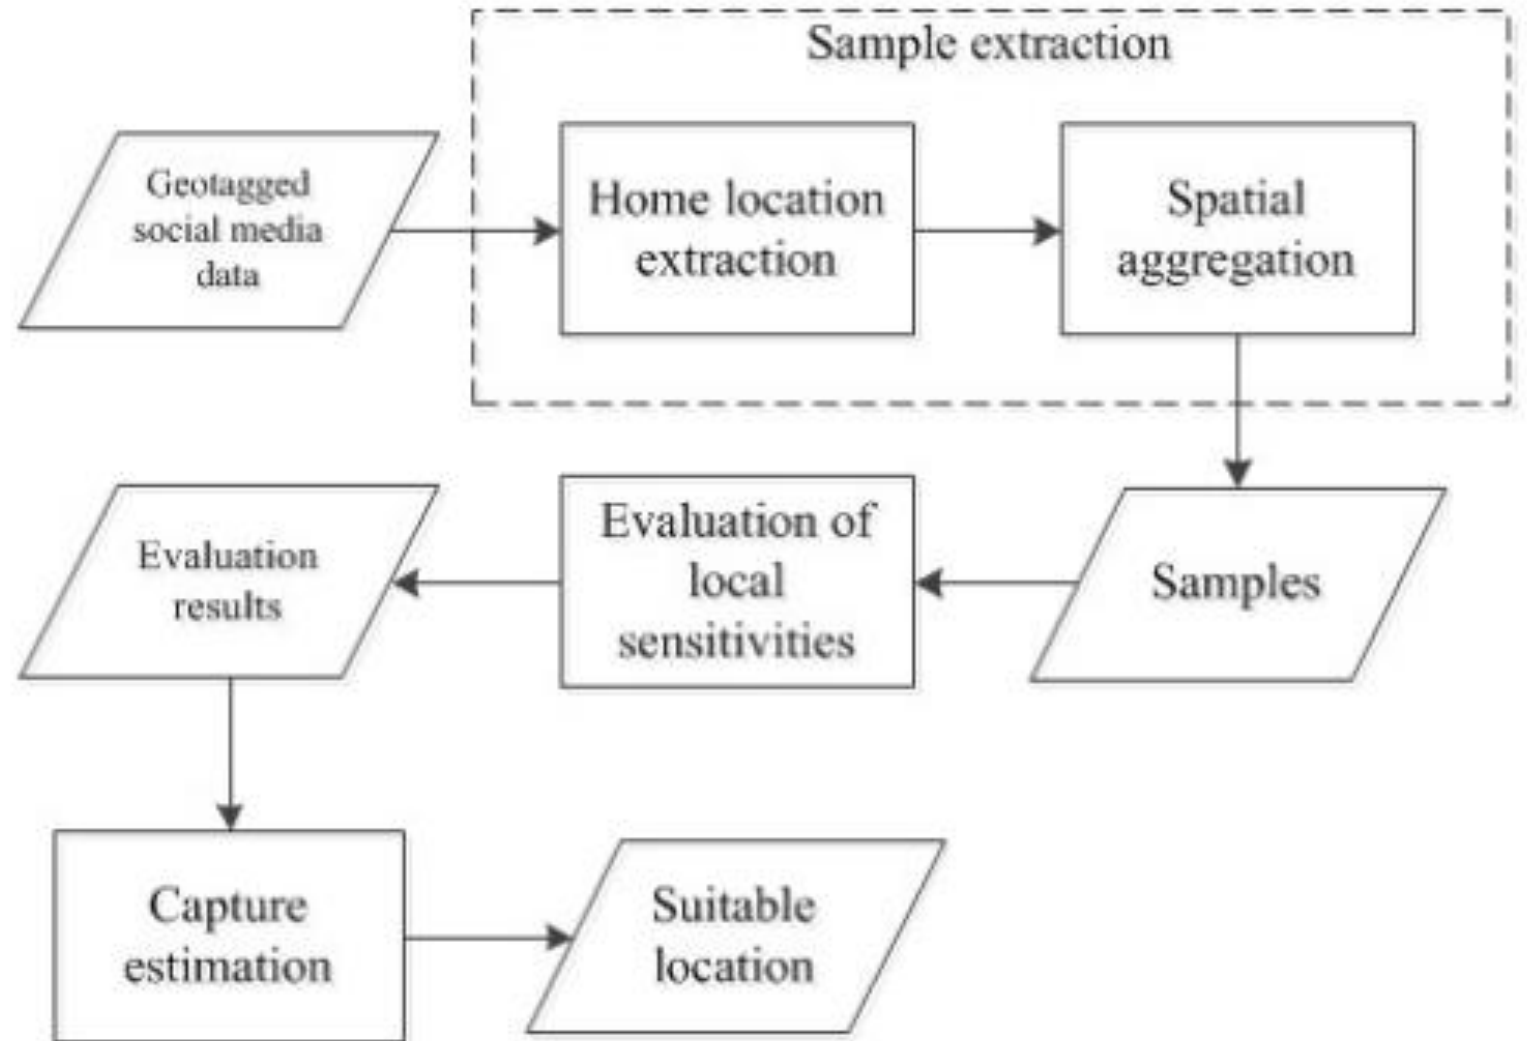 Sample extraction
Geotagged
social media
data
Home location
extraction
Spatial
aggregation
Evaluation
results
Evaluation of
local
sensitivities
Samples
Capture
estimation
Suitable
location